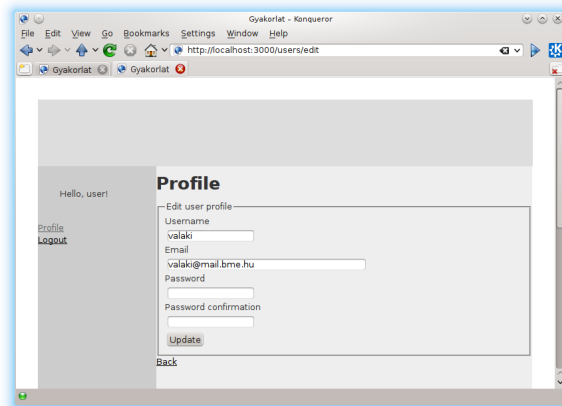 Gyakorlat - Konqueror
File Edit View Go Bookmarks Settings Window Help
http://localhost:3000/users/edit
Gyakorlat Gyakorlat
Hello, user!
Profile
Logout
Profile
Edit user profile
Username
valaki
Email
valaki@mail.bme.hu
Password
Password confirmation
Update
Back